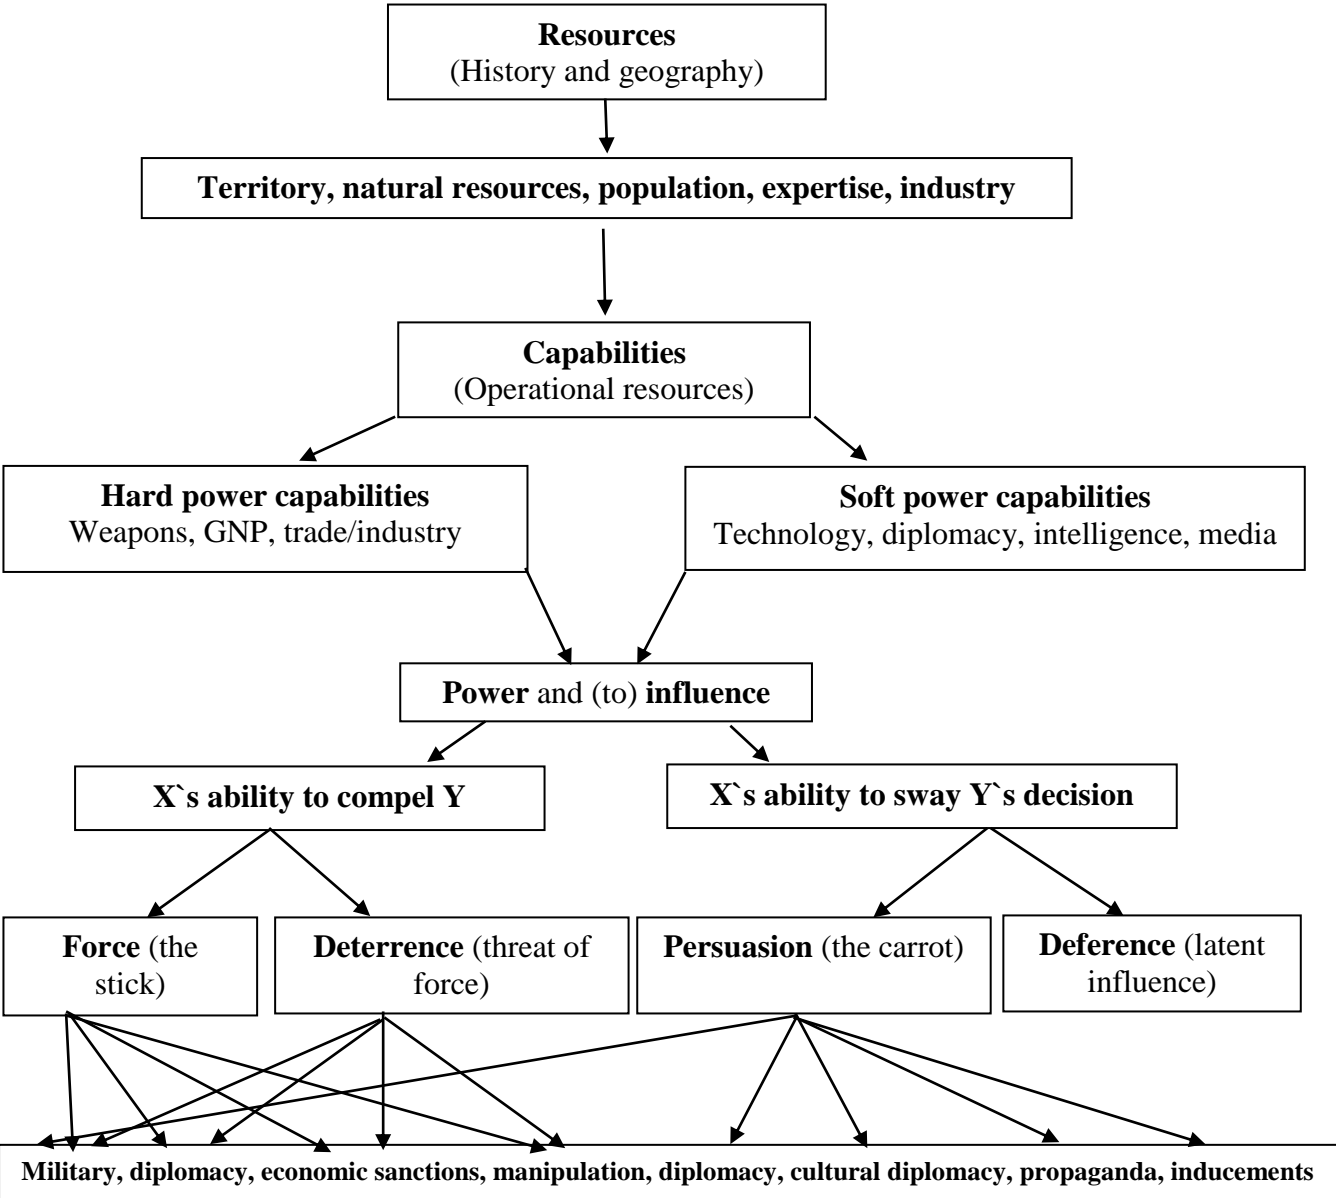 Resources
(History and geography)
Territory, natural resources, population, expertise, industry
Capabilities
(Operational resources)
Hard power capabilities
Weapons, GNP, trade/industry
Soft power capabilities
Technology, diplomacy, intelligence, media
Power and (to) influence
X`s ability to compel Y
X`s ability to sway Y`s decision
Force (the
stick)
Deterrence (threat of
force)
Persuasion (the carrot)
Deference (latent
influence)
Military, diplomacy, economic sanctions, manipulation, diplomacy, cultural diplomacy, propaganda, inducements